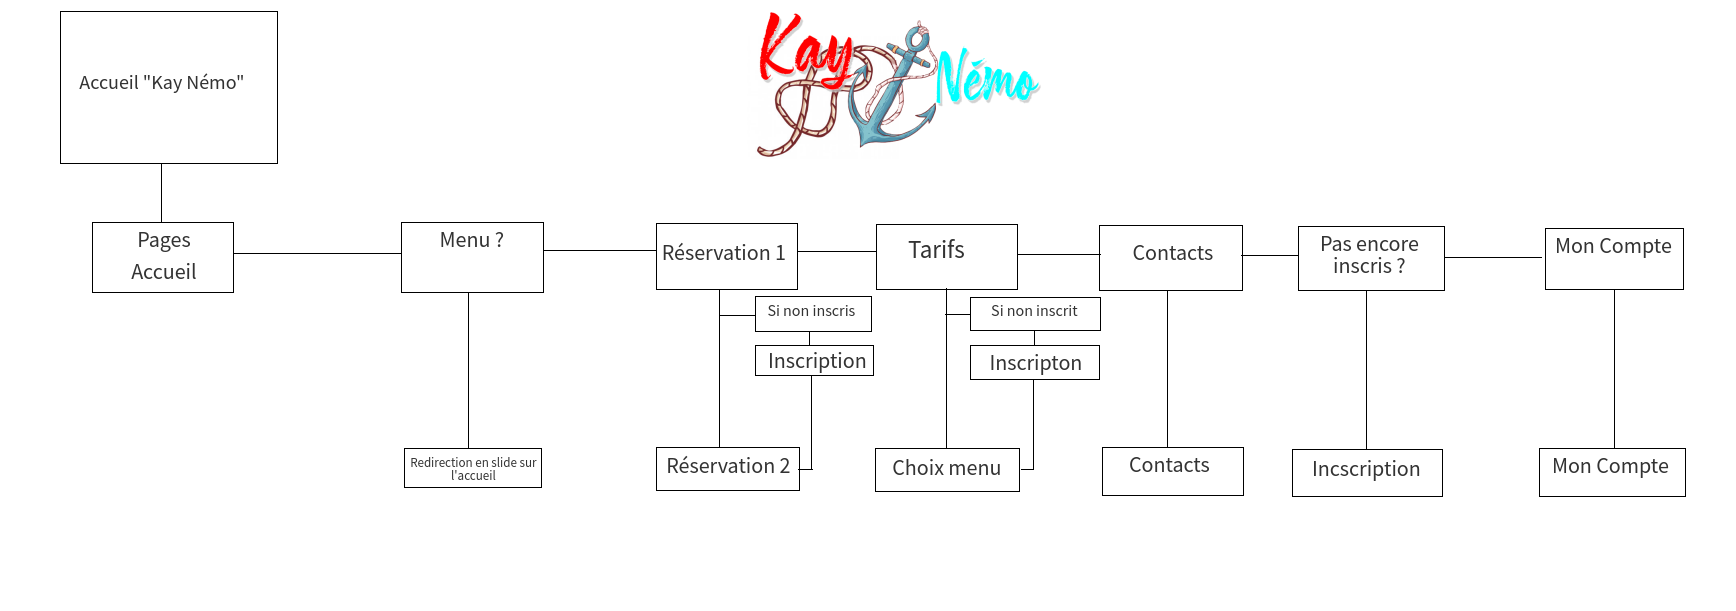 Kay
Némo
Accueil "Kay Némo"
Pages
Accueil
Menu ?
Réservation 1
Tarifs
Contacts
Pas encore
inscris ?
Mon Compte
Si non inscris
Si non inscrit
Inscription
Inscripton
Redirection en slide sur
l'accueil
Réservation 2
Choix menu
Contacts
Incscription
Mon Compte